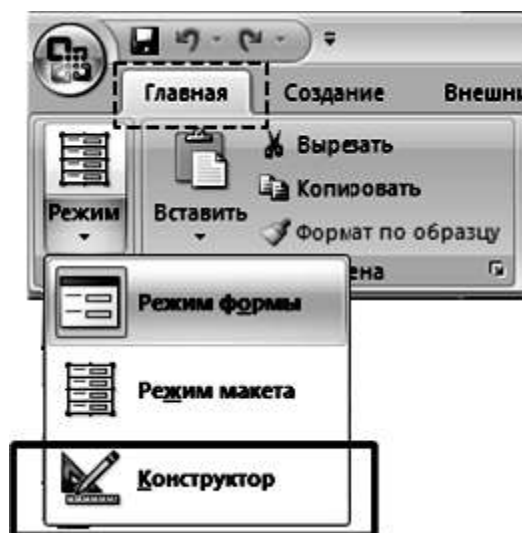 Главная Создание Внешн
Вырезать
Копировать
Режим Вставить Формат по образцу
ена
Режим формы
Режим макета
Конструктор